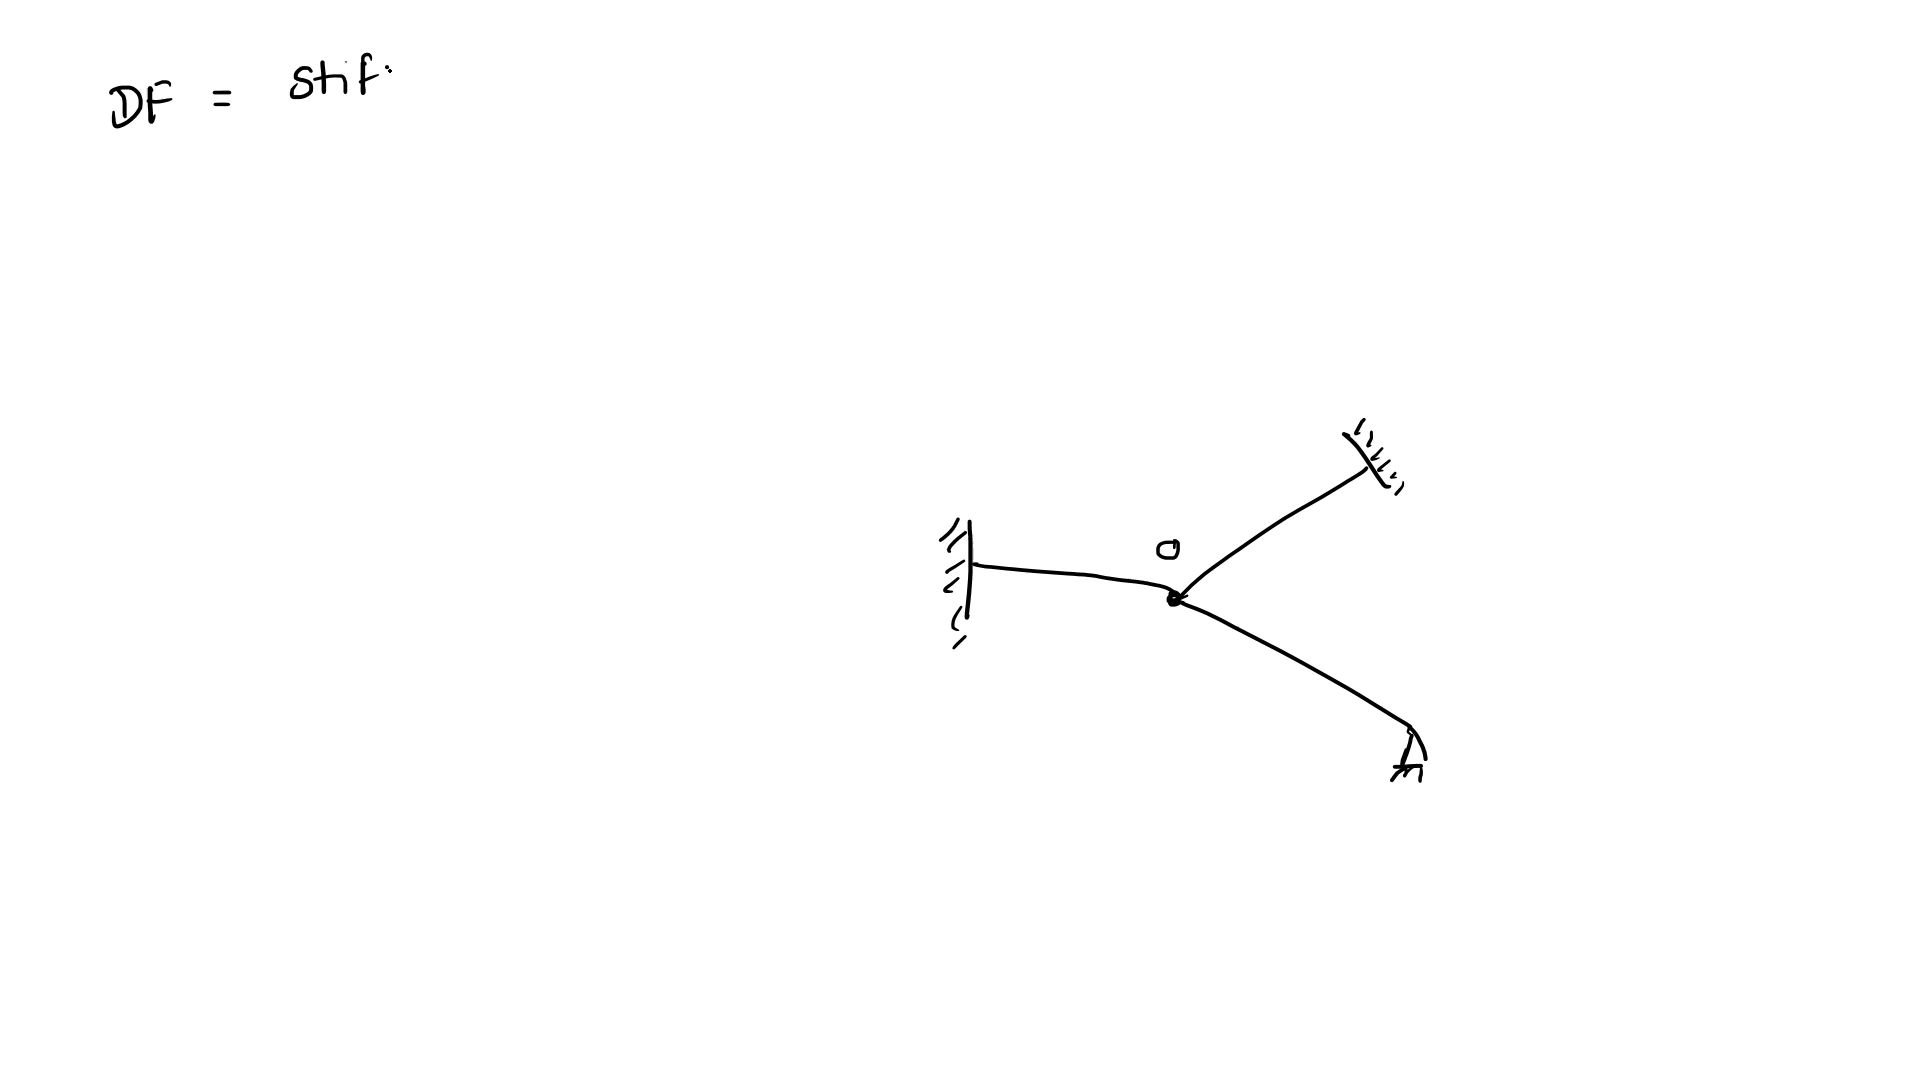 DF = stif
O